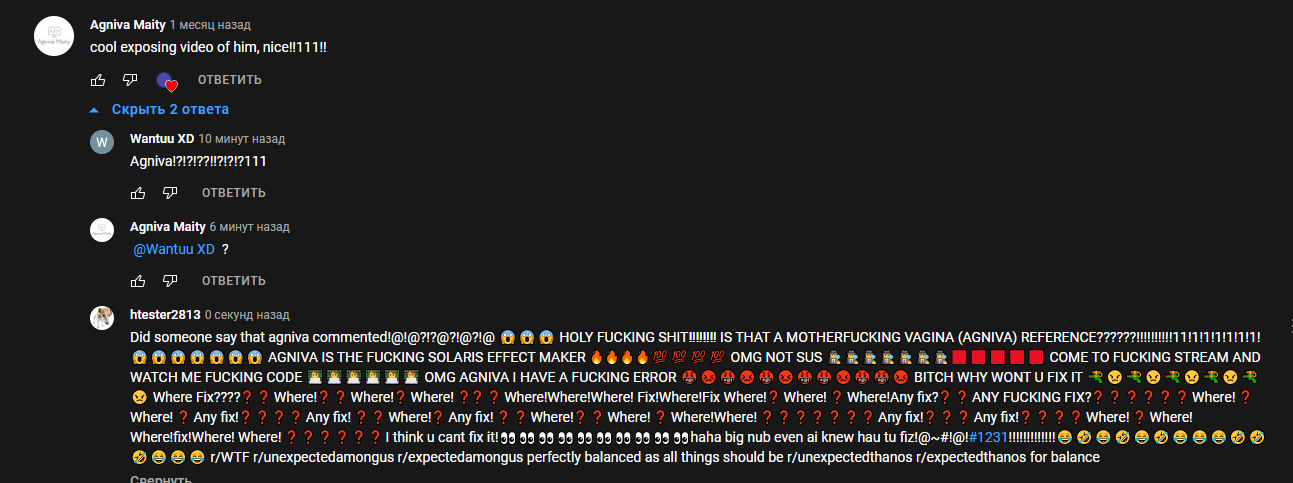 Agniva Maity 1 месяц назад
cool exposing video of him, nice!!111!!
ОТВЕТИТЬ
Скрыть 2 ответа
Wantuu XD 10 минут назад
Agniva!?!?!??!!?!?!?111
ОТВЕТИТЬ
Agniva Maity 6 минут назад
@Wantuu XD ?
ОТВЕТИТЬ
htester2813 0 секунд назад
Did someone say that agniva commented!@!@?!?@?!@?!@ 😱 😱 😱 HOLY FUCKING SHIT!!!!!!!! IS THAT A MOTHERFUCKING VAGINA (AGNIVA) REFERENCE??????!!!!!!!!!!11!1!1!1!1!1!1!
😱 😱 😱 😱 😱 😱 😱 AGNIVA IS THE FUCKING SOLARIS EFFECT MAKER 🔥🔥🔥🔥💯 💯 💯 💯 OMG NOT SUS 🕵 🕵 🕵 🕵 🕵 🕵 🟥 🟥 🟥 🟥 🟥 COME TO FUCKING STREAM AND
WATCH ME FUCKING CODE 👨‍💻 👨‍💻 👨‍💻 👨‍💻 👨‍💻 👨‍💻 OMG AGNIVA I HAVE A FUCKING ERROR 🤬 😡 🤬 😡 🤬 😡 🤬 🤬 😡 🤬 🤬 😡 BITCH WHY WONT U FIX IT 🔫 😠 🔫 😠 🔫 😠 🔫 😠 🔫
😠 Where Fix????❓ ❓ Where!❓ ❓ Where!❓ Where! ❓ ❓ ❓ Where!Where!Where! Fix!Where!Fix Where!❓ Where! ❓ Where!Any fix?❓ ❓ ANY FUCKING FIX?❓ ❓ ❓ ❓ ❓ ❓ Where! ❓
Where! ❓ Any fix!❓ ❓ ❓ ❓ Any fix! ❓ ❓ Where!❓ Any fix! ❓ ❓ Where!❓ ❓ Where! ❓ Where!Where! ❓ ❓ ❓ ❓ ❓ ❓ ❓ Any fix!❓ ❓ ❓ Any fix!❓ ❓ ❓ ❓ Where! ❓ Where!
Where!fix!Where! Where! ❓ ❓ ❓ ❓ ❓ ❓ I think u cant fix it!👀 👀 👀 👀 👀 👀 👀 👀 👀 👀haha big nub even ai knew hau tu fiz!@~#!@!#1231!!!!!!!!!!!!!😂 🤣 😂 🤣 😂 🤣 😂 😂 😂 🤣 🤣
🤣 😂 😂 😂 r/WTF r/unexpectedamongus r/expectedamongus perfectly balanced as all things should be r/unexpectedthanos r/expectedthanos for balance
Свернуть